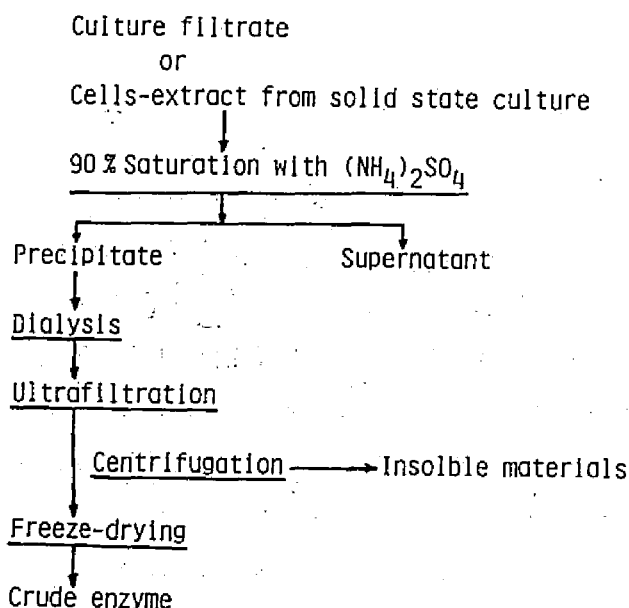 Culture filtrate
or
Cells-extract from solid state culture
90 % Saturation with (NH4)2SO4
Precipitate
Supernatant
Dialysis
Ultrafiltration
Centrifugation
Insolble materials
Freeze-drying
Crude enzyme